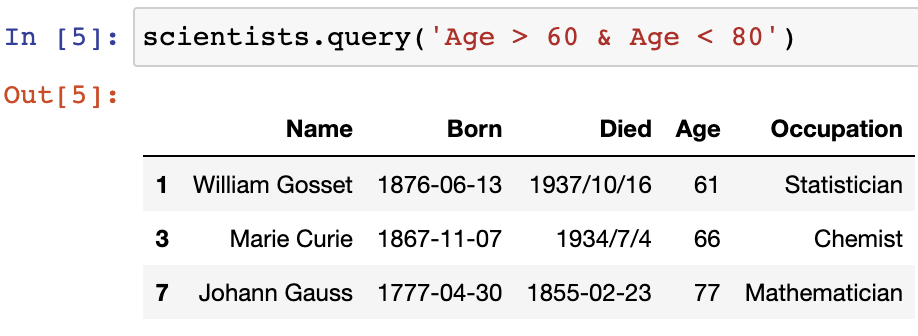 In [5]: scientists.query('Age > 60 & Age < 80')
Out[5]:
Name Born Died Age Occupation
1 William Gosset 1876-06-13 1937/10/16 61 Statistician
3 Marie Curie 1867-11-07 1934/7/4 66 Chemist
7 Johann Gauss 1777-04-30 1855-02-23 77 Mathematician